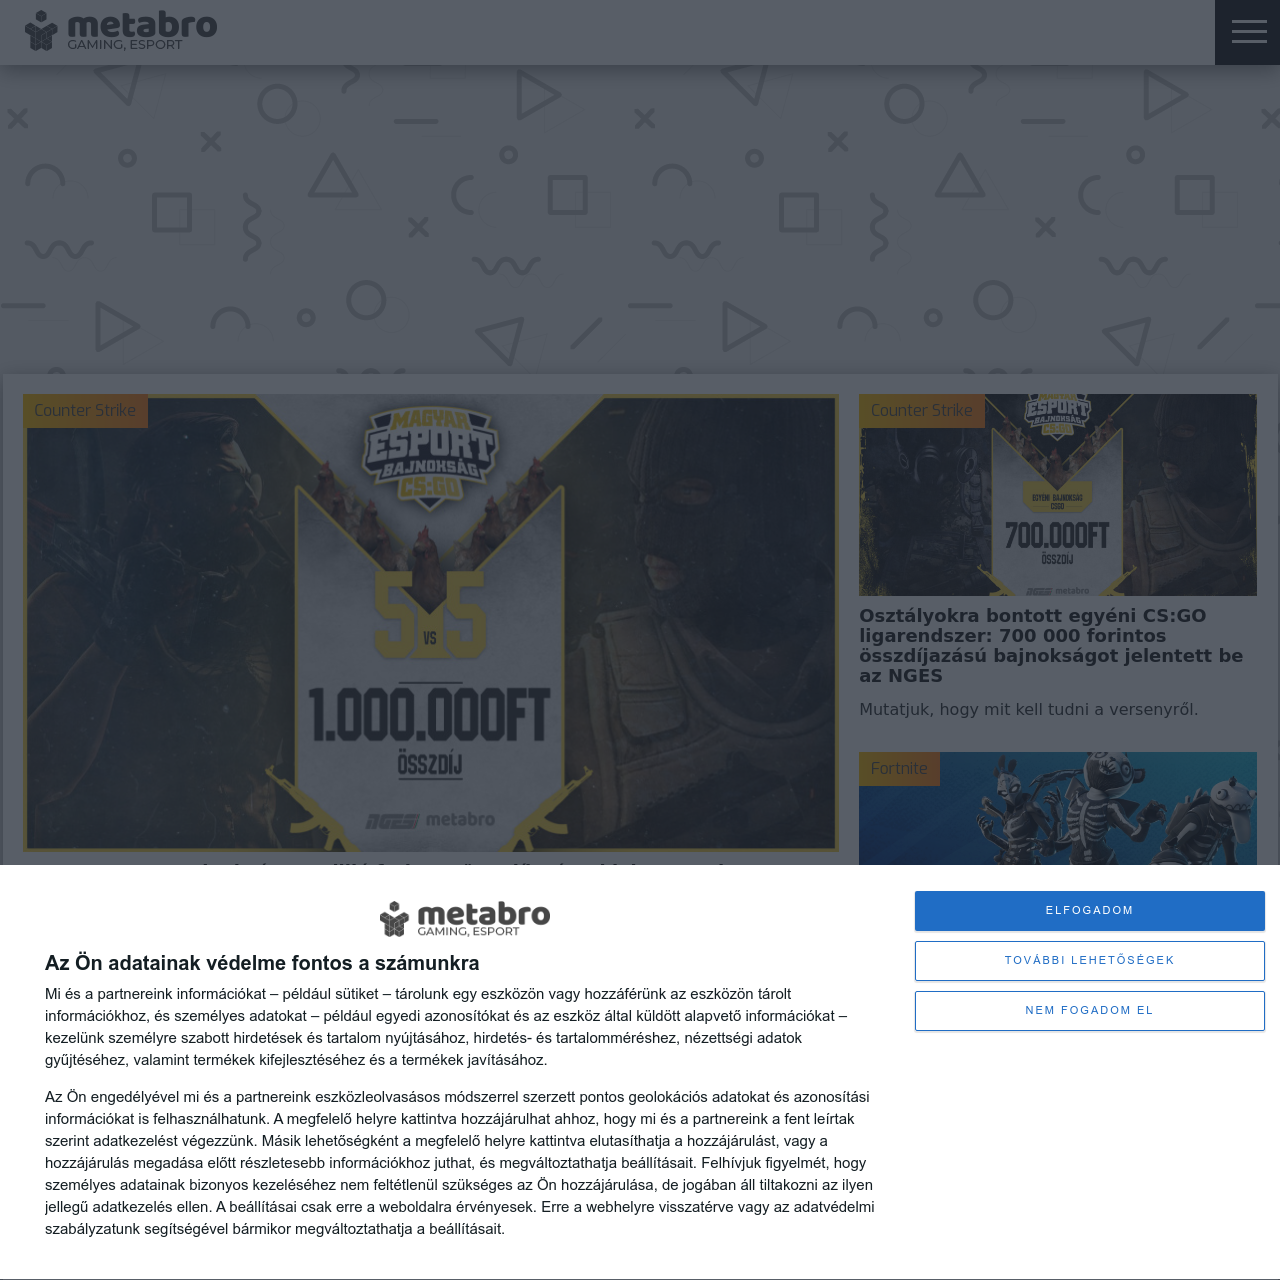 metabro
GAMING, ESPORT
Counter Strike
MAGYAR
ESPORT
BAJNOKSÁG
CS:GO
5 VS 5
1.000.000FT
ÖSSZDÍJ
NGES metabro
Counter Strike
ESPORT
BAJNOKSÁG
CS:GO
EGYÉNI BAJNOKSÁG
CSGO
700.000FT
ÖSSZDÍJ
NGES metabro
Osztályokra bontott egyéni CS:GO
ligarendszer: 700 000 forintos
összdíjazású bajnokságot jelentett be
az NGES
Mutatjuk, hogy mit kell tudni a versenyről.
Fortnite
metabro
GAMING, ESPORT
Az Ön adatainak védelme fontos a számunkra
Mi és a partnereink információkat – például sütiket – tárolunk egy eszközön vagy hozzáférünk az eszközön tárolt
információkhoz, és személyes adatokat – például egyedi azonosítókat és az eszköz által küldött alapvető információkat –
kezelünk személyre szabott hirdetések és tartalom nyújtásához, hirdetés- és tartalomméréshez, nézettségi adatok
gyűjtéséhez, valamint termékek kifejlesztéséhez és a termékek javításához.
Az Ön engedélyével mi és a partnereink eszközleolvasásos módszerrel szerzett pontos geolokációs adatokat és azonosítási
információkat is felhasználhatunk. A megfelelő helyre kattintva hozzájárulhat ahhoz, hogy mi és a partnereink a fent leírtak
szerint adatkezelést végezzünk. Másik lehetőségként a megfelelő helyre kattintva elutasíthatja a hozzájárulást, vagy a
hozzájárulás megadása előtt részletesebb információkhoz juthat, és megváltoztathatja beállításait. Felhívjuk figyelmét, hogy
személyes adatainak bizonyos kezeléséhez nem feltétlenül szükséges az Ön hozzájárulása, de jogában áll tiltakozni az ilyen
jellegű adatkezelés ellen. A beállításai csak erre a weboldalra érvényesek. Erre a webhelyre visszatérve vagy az adatvédelmi
szabályzatunk segítségével bármikor megváltoztathatja a beállításait.
ELFOGADOM
TOVÁBBI LEHETŐSÉGEK
NEM FOGADOM EL